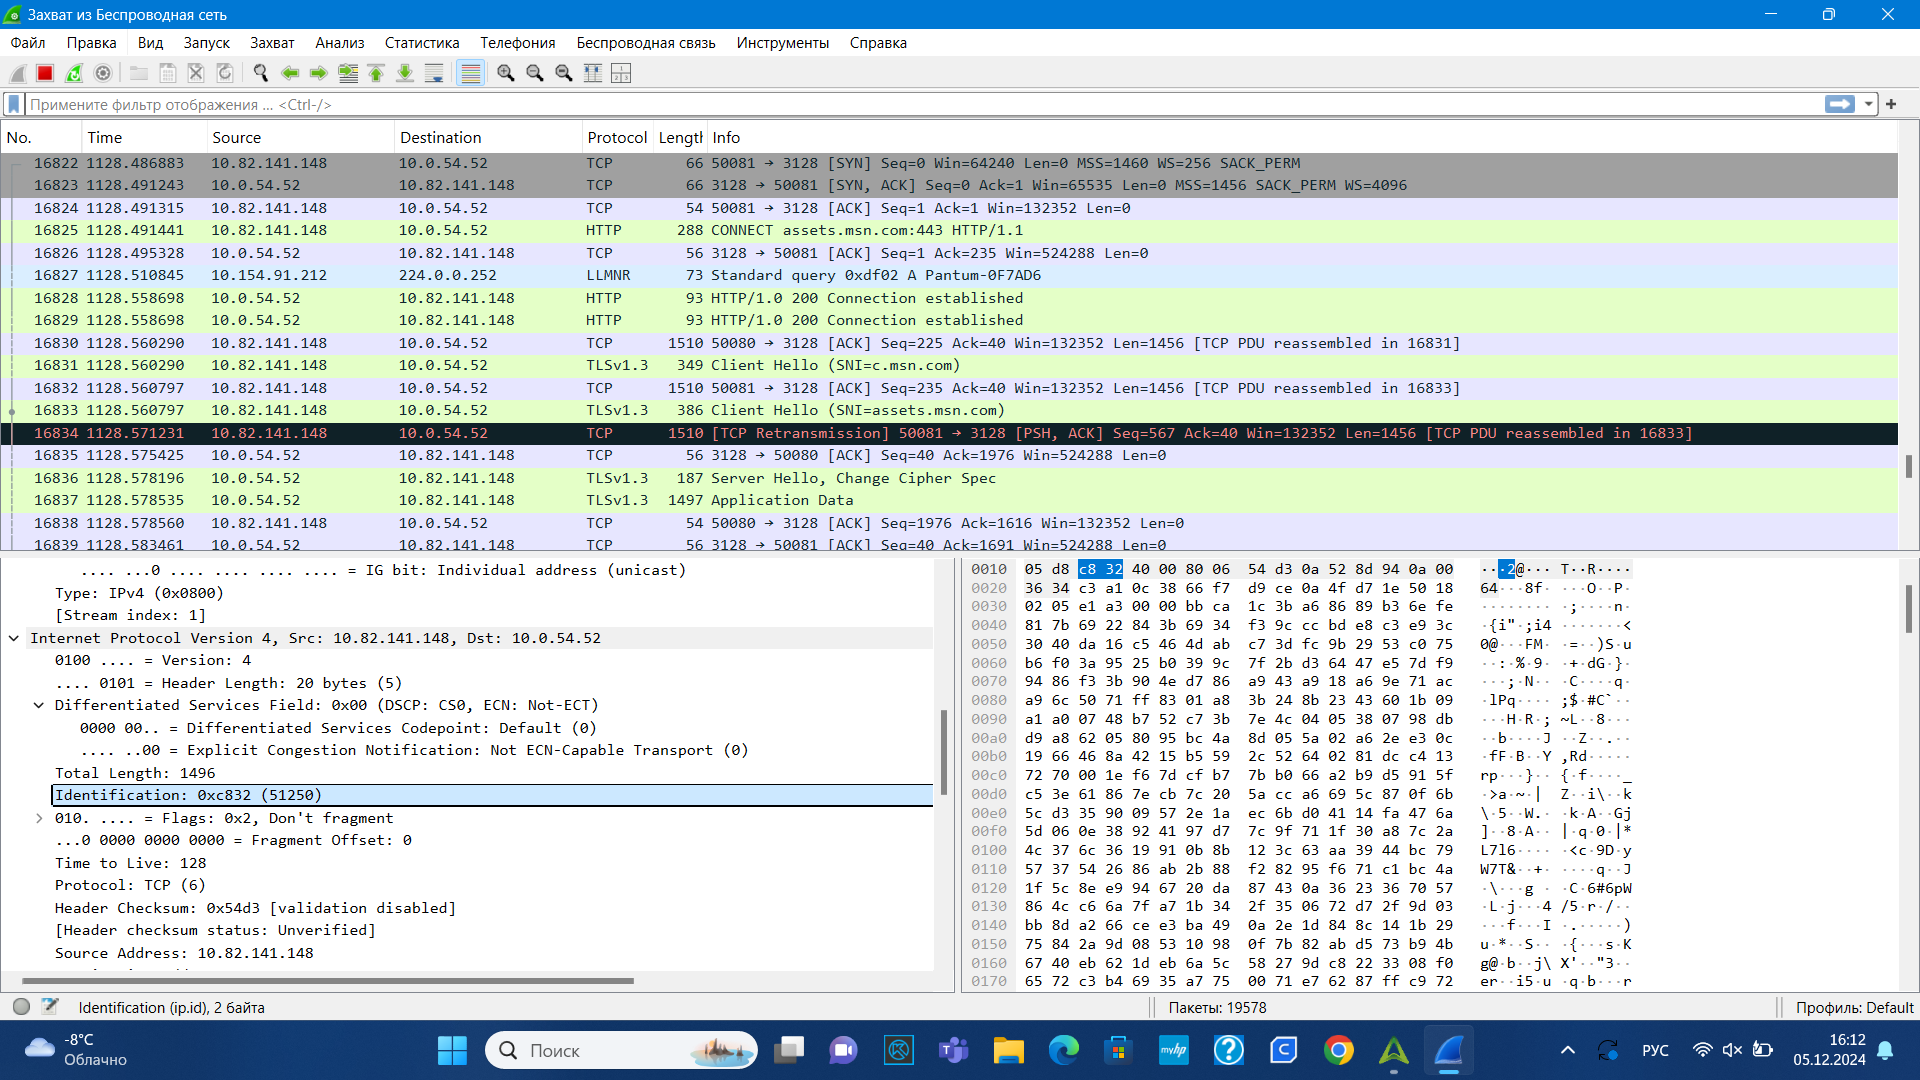 Захват из Беспроводная сеть
Файл Правка Вид Запуск Захват Анализ Статистика Телефония Беспроводная связь Инструменты Справка
Примените фильтр отображения ... <Ctrl-/>
No. Time Source Destination Protocol Length Info
16822 1128.486883 10.82.141.148 10.0.54.52 TCP 66 50081 → 3128 [SYN] Seq=0 Win=64240 Len=0 MSS=1460 WS=256 SACK_PERM
16823 1128.491243 10.0.54.52 10.82.141.148 TCP 66 3128 → 50081 [SYN, ACK] Seq=0 Ack=1 Win=65535 Len=0 MSS=1456 SACK_PERM WS=4096
16824 1128.491315 10.82.141.148 10.0.54.52 TCP 54 50081 → 3128 [ACK] Seq=1 Ack=1 Win=132352 Len=0
16825 1128.491441 10.82.141.148 10.0.54.52 HTTP 288 CONNECT assets.msn.com:443 HTTP/1.1
16826 1128.495328 10.0.54.52 10.82.141.148 TCP 56 3128 → 50081 [ACK] Seq=1 Ack=235 Win=524288 Len=0
16827 1128.510845 10.154.91.212 224.0.0.252 LLMNR 73 Standard query 0xdf02 A Pantum-0F7AD6
16828 1128.558698 10.0.54.52 10.82.141.148 HTTP 93 HTTP/1.0 200 Connection established
16829 1128.558698 10.0.54.52 10.82.141.148 HTTP 93 HTTP/1.0 200 Connection established
16830 1128.560290 10.82.141.148 10.0.54.52 TCP 1510 50080 → 3128 [ACK] Seq=225 Ack=40 Win=132352 Len=1456 [TCP PDU reassembled in 16831]
16831 1128.560290 10.82.141.148 10.0.54.52 TLSv1.3 349 Client Hello (SNI=c.msn.com)
16832 1128.560797 10.82.141.148 10.0.54.52 TCP 1510 50081 → 3128 [ACK] Seq=235 Ack=40 Win=132352 Len=1456 [TCP PDU reassembled in 16833]
16833 1128.560797 10.82.141.148 10.0.54.52 TLSv1.3 386 Client Hello (SNI=assets.msn.com)
16834 1128.571231 10.82.141.148 10.0.54.52 TCP 1510 [TCP Retransmission] 50081 → 3128 [PSH, ACK] Seq=567 Ack=40 Win=132352 Len=1456 [TCP PDU reassembled in 16833]
16835 1128.575425 10.0.54.52 10.82.141.148 TCP 56 3128 → 50080 [ACK] Seq=40 Ack=1976 Win=524288 Len=0
16836 1128.578196 10.0.54.52 10.82.141.148 TLSv1.3 187 Server Hello, Change Cipher Spec
16837 1128.578535 10.0.54.52 10.82.141.148 TLSv1.3 1497 Application Data
16838 1128.578560 10.82.141.148 10.0.54.52 TCP 54 50080 → 3128 [ACK] Seq=1976 Ack=1616 Win=132352 Len=0
16839 1128.583461 10.0.54.52 10.82.141.148 TCP 56 3128 → 50081 [ACK] Seq=40 Ack=1691 Win=524288 Len=0
.... ...0 .... .... .... .... = IG bit: Individual address (unicast)
Type: IPv4 (0x0800)
[Stream index: 1]
Internet Protocol Version 4, Src: 10.82.141.148, Dst: 10.0.54.52
0100 .... = Version: 4
.... 0101 = Header Length: 20 bytes (5)
Differentiated Services Field: 0x00 (DSCP: CS0, ECN: Not-ECT)
0000 00.. = Differentiated Services Codepoint: Default (0)
.... ..00 = Explicit Congestion Notification: Not ECN-Capable Transport (0)
Total Length: 1496
Identification: 0xc832 (51250)
010. .... = Flags: 0x2, Don't fragment
...0 0000 0000 0000 = Fragment Offset: 0
Time to Live: 128
Protocol: TCP (6)
Header Checksum: 0x54d3 [validation disabled]
[Header checksum status: Unverified]
Source Address: 10.82.141.148
0010 05 d8 c8 32 40 00 80 06 54 d3 0a 52 8d 94 0a 00 ···2@··· T··R····
0020 36 34 c3 a1 0c 38 66 f7 d9 ce 0a 4f fd 71 1e 50 18 64···8f· ···O·P·
0030 02 05 e1 a3 00 00 bb ca 1c 3b a6 86 89 b3 6e fe ········ ·;····n·
0040 81 7b 69 22 84 3b 69 34 f3 9c cc bd e8 c3 e9 3c ·{i"·;i4 ·······<
0050 30 40 da 16 c5 46 4d ab c7 3d fc 9b 29 53 c0 75 0@···FM· ·=··)S·u
0060 b6 f0 3a 95 25 b0 39 9c 7f 2b d3 64 47 e5 7d f9 ··:·%·9· ·+·dG·}·
0070 94 86 f3 3b 90 4e d7 86 a9 43 a9 18 a6 9e 71 ac ···;·N·· ·C····q·
0080 a9 6c 50 71 ff 83 01 a8 3b 24 8b 23 43 60 1b 09 ·lPq···· ;$·#C`··
0090 a1 a0 07 48 b7 52 c7 3b 7e 4c 04 05 38 07 98 db ···H·R·; ~L··8···
00a0 d9 a8 62 05 80 95 bc 4a 8d 05 5a 02 a6 2e e3 0c ··b····J ··Z··.··
00b0 19 66 46 8a 42 15 b5 59 2c 52 64 02 81 dc c4 13 ·fF·B··Y ,Rd·····
00c0 72 70 00 1e f6 7d cf b7 7b b0 66 a2 b9 d5 91 5f rp···}·· {·f····_
00d0 c5 3e 61 86 7e cb 7c 20 5a cc a6 69 5c 87 0f 6b ·>a·~·| Z··i\··k
00e0 5c d3 35 90 09 57 2e 1a ec 6b d0 41 14 fa 47 6a \·5··W.· ·k·A··Gj
00f0 5d 06 0e 38 92 41 97 d7 7c 9f 71 1f 30 a8 7c 2a ]··8·A·· |·q·0·|*
0100 4c 37 6c 36 19 91 0b 8b 12 3c 63 aa 39 44 bc 79 L7l6···· ·<c·9D·y
0110 57 37 54 26 86 ab 2b 88 f2 82 95 f6 71 c1 bc 4a W7T&··+· ····q··J
0120 1f 5c 8e e9 94 67 20 da 87 43 0a 36 23 36 70 57 ·\···g · ·C·6#6pW
0130 86 4c c6 6a 7f a7 1b 34 2f 35 06 72 d7 2f 9d 03 ·L·j···4 /5·r·/··
0140 bb 8d a2 66 ce e3 ba 49 0a 2e 1d 84 8c 14 1b 29 ···f···I ·.·····)
0150 75 84 2a 9d 08 53 10 98 0f 7b 82 ab d5 73 b9 4b u·*··S·· ·{···s·K
0160 67 40 eb 62 1d eb 6a 5c 58 27 9d c8 22 33 08 f0 g@·b··j\ X'··"3··
0170 65 72 c3 b4 69 35 a7 75 00 71 e7 62 87 ff c9 72 er··i5·u ·q·b···r
Identification (ip.id), 2 байта
Пакеты: 19578
Профиль: Default
-8°C
Облачно
Поиск
РУС
16:12
05.12.2024